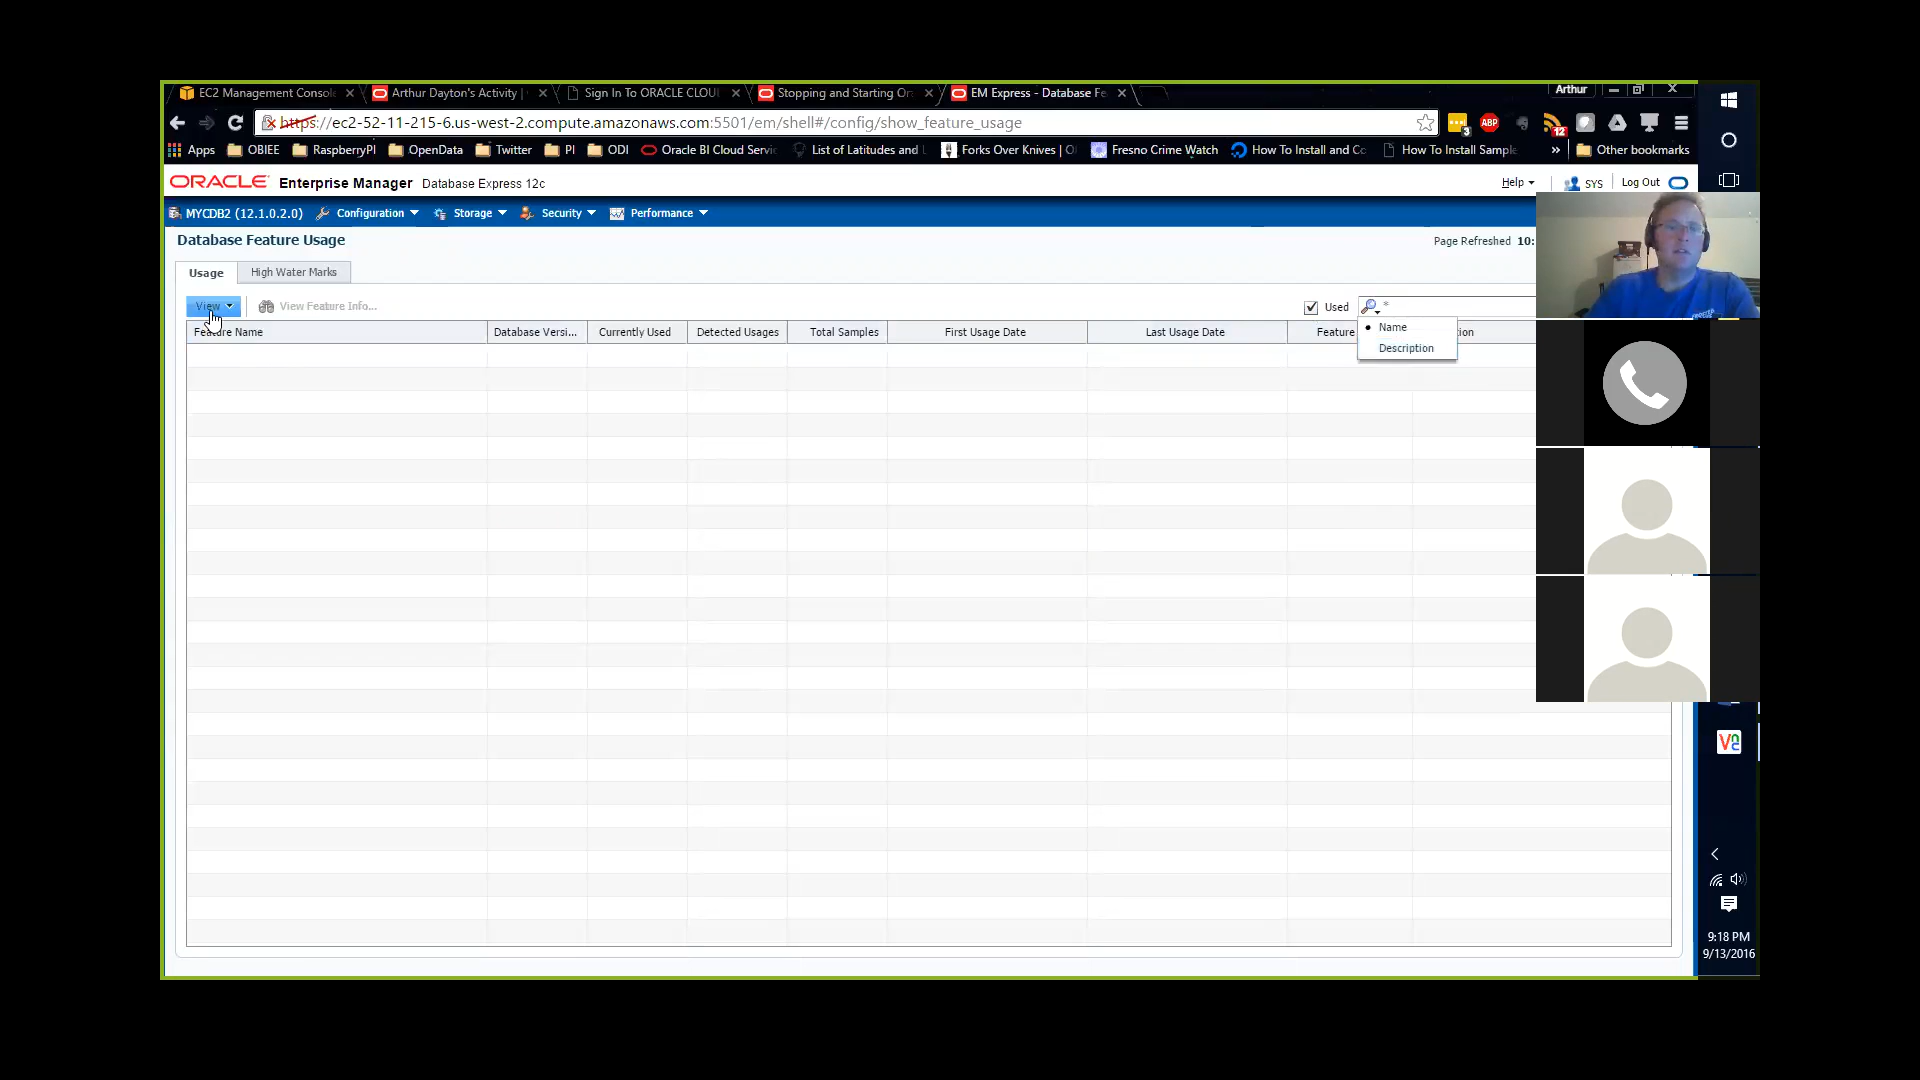 EC2 Management Consol
Arthur Dayton's Activity |
Sign In To ORACLE CLOU
Stopping and Starting Or
EM Express - Database Fe
Arthur
https://ec2-52-11-215-6.us-west-2.compute.amazonaws.com:5501/em/shell#/config/show_feature_usage
3
ABP
12
Apps
OBIEE
RaspberryPI
OpenData
Twitter
PI
ODI
Oracle BI Cloud Servi
List of Latitudes and L
Forks Over Knives | O
Fresno Crime Watch
How To Install and Co
How To Install Sample
»
Other bookmarks
ORACLE Enterprise Manager Database Express 12c
Help
SYS
Log Out
MYCDB2 (12.1.0.2.0)
Configuration
Storage
Security
Performance
Database Feature Usage
Page Refreshed 10:
Usage
High Water Marks
View
View Feature Info...
Used
*
Name
Description
Feature Name
Database Versi...
Currently Used
Detected Usages
Total Samples
First Usage Date
Last Usage Date
Feature
tion
9:18 PM
9/13/2016